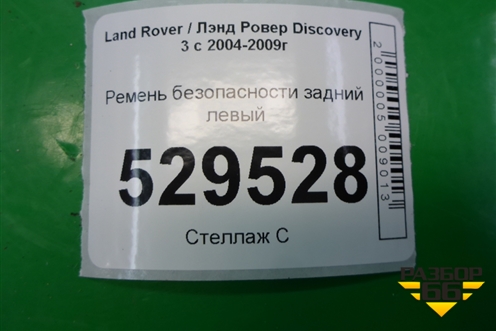 Land Rover / Лэнд Ровер Discovery
3 с 2004-2009г
Ремень безопасности задний
левый
529528
Стеллаж С
2000005009013
РАЗБОР
66